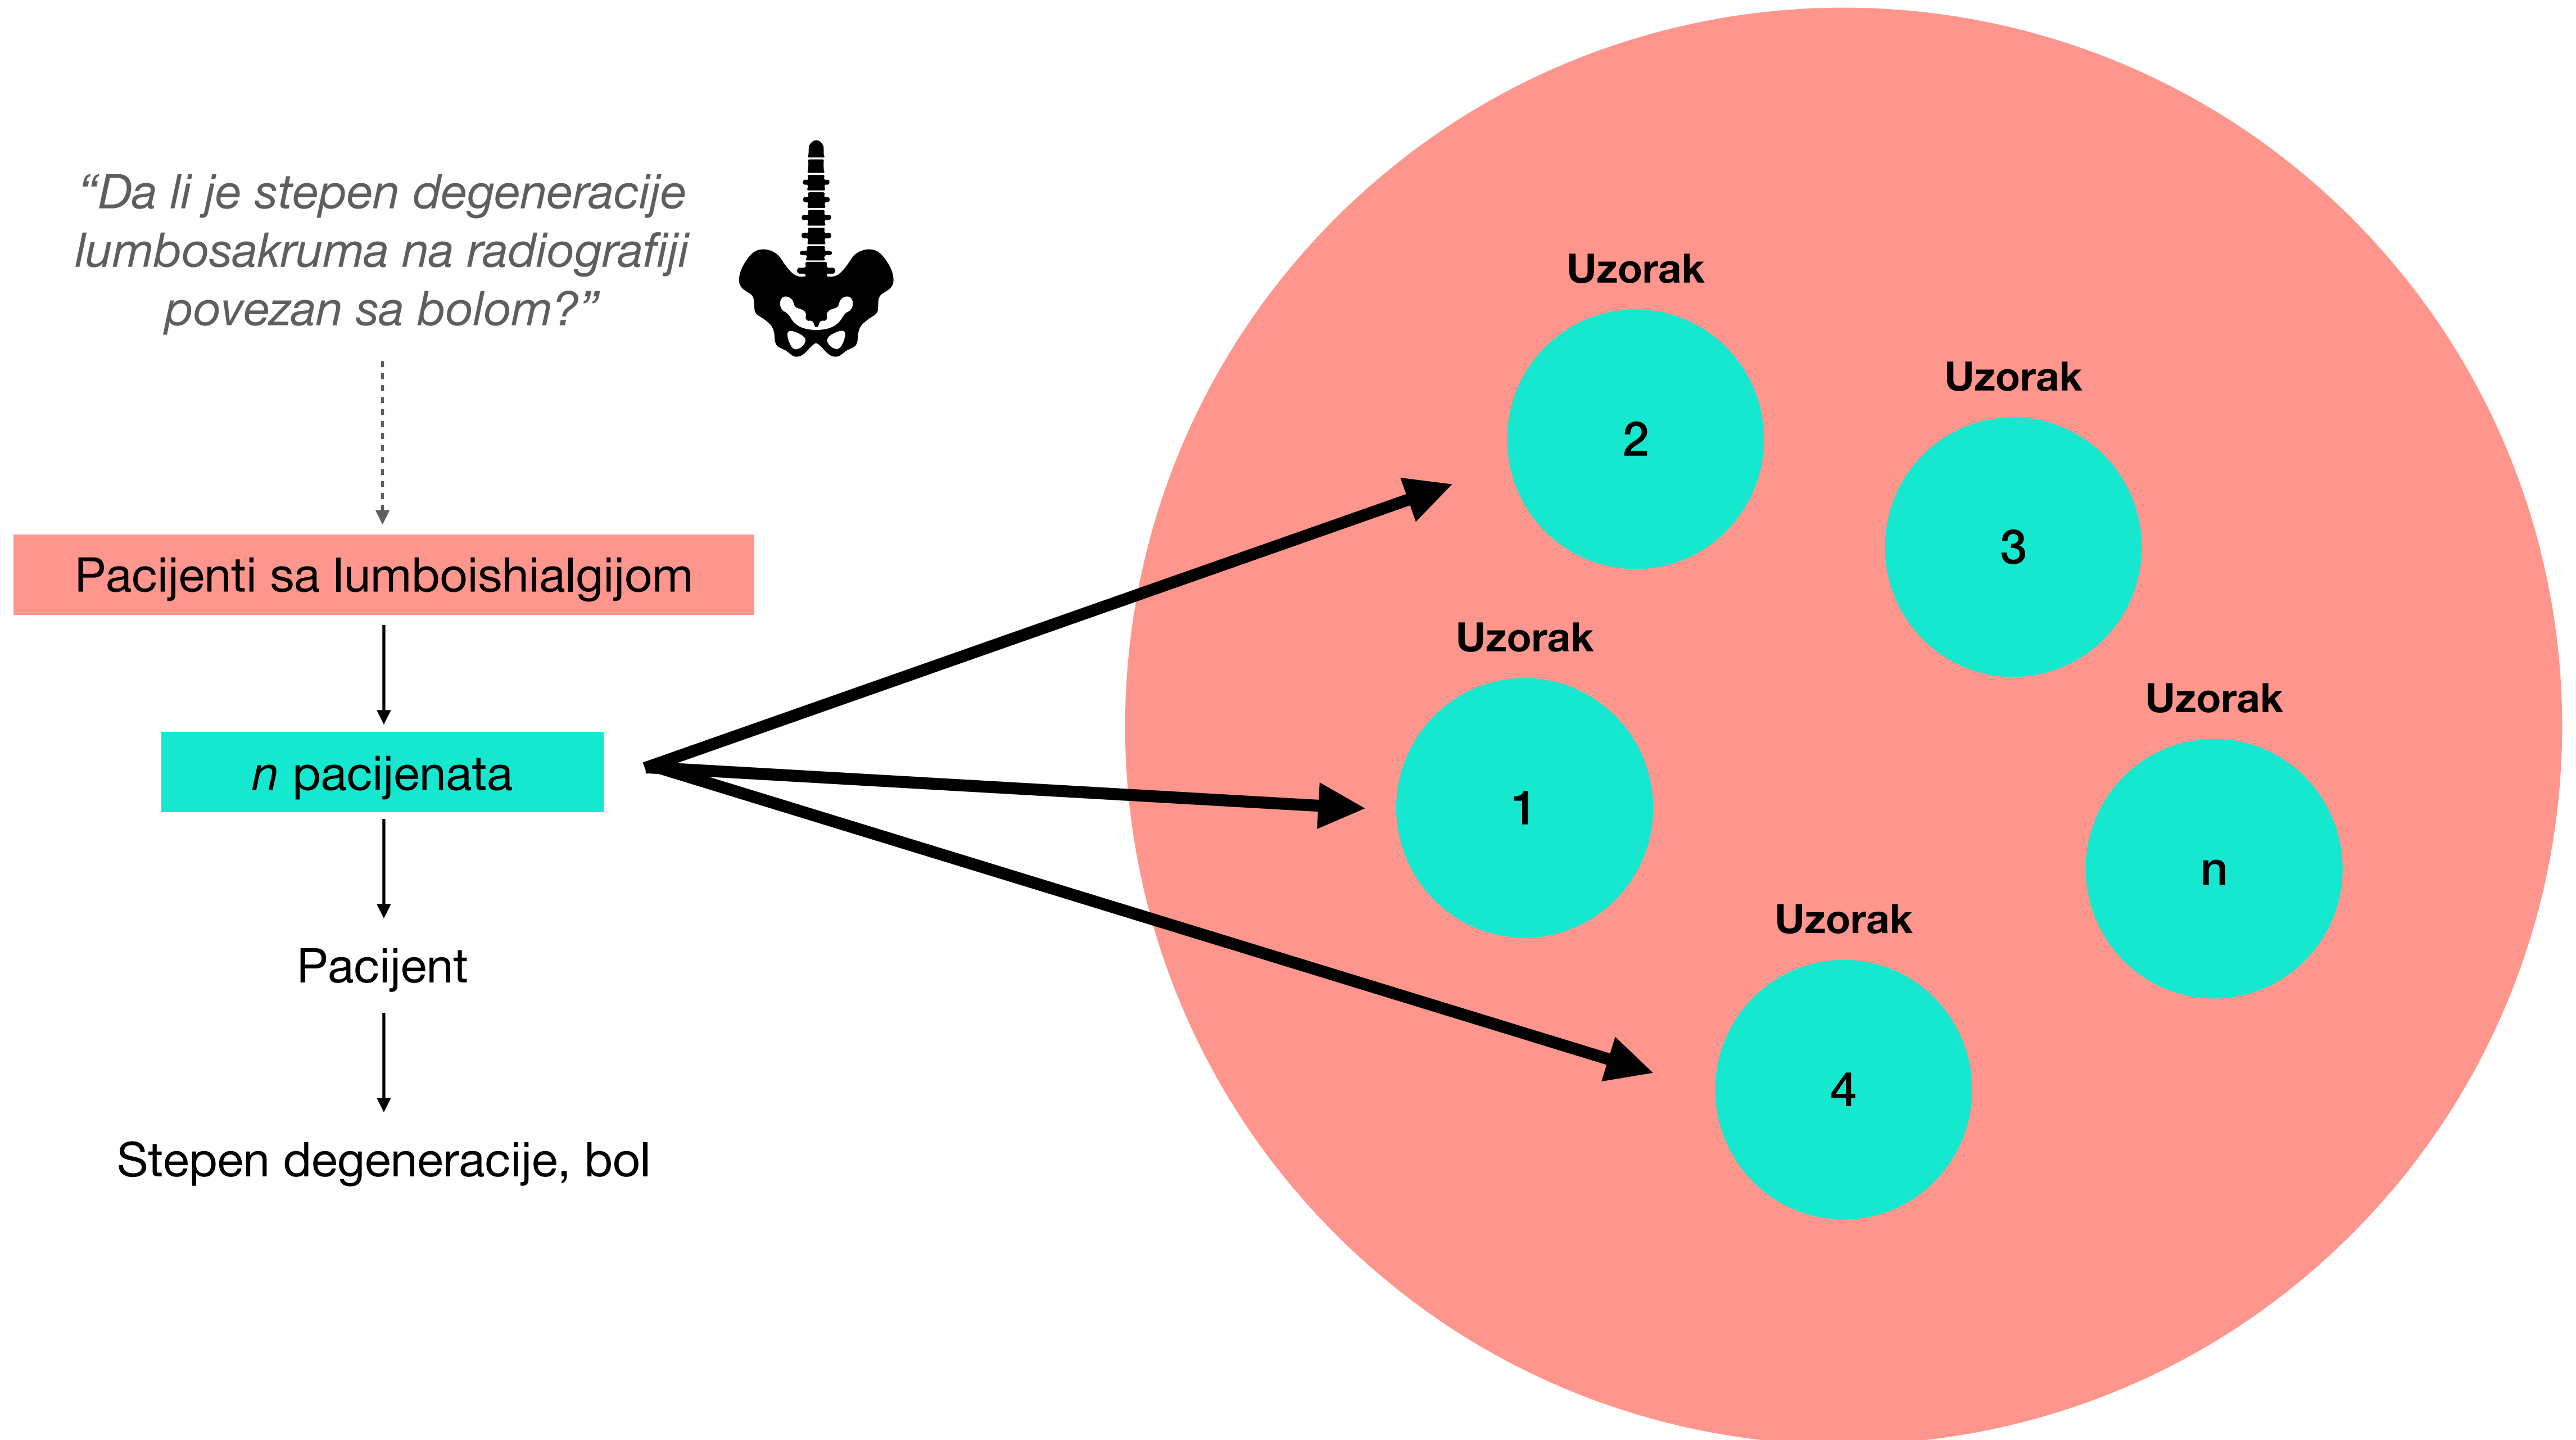 “Da li je stepen degeneracije
lumbosakruma na radiografiji
povezan sa bolom?”
Pacijenti sa lumboishialgijom
n pacijenata
Pacijent
Stepen degeneracije, bol
Uzorak
2
Uzorak
3
Uzorak
1
Uzorak
n
Uzorak
4